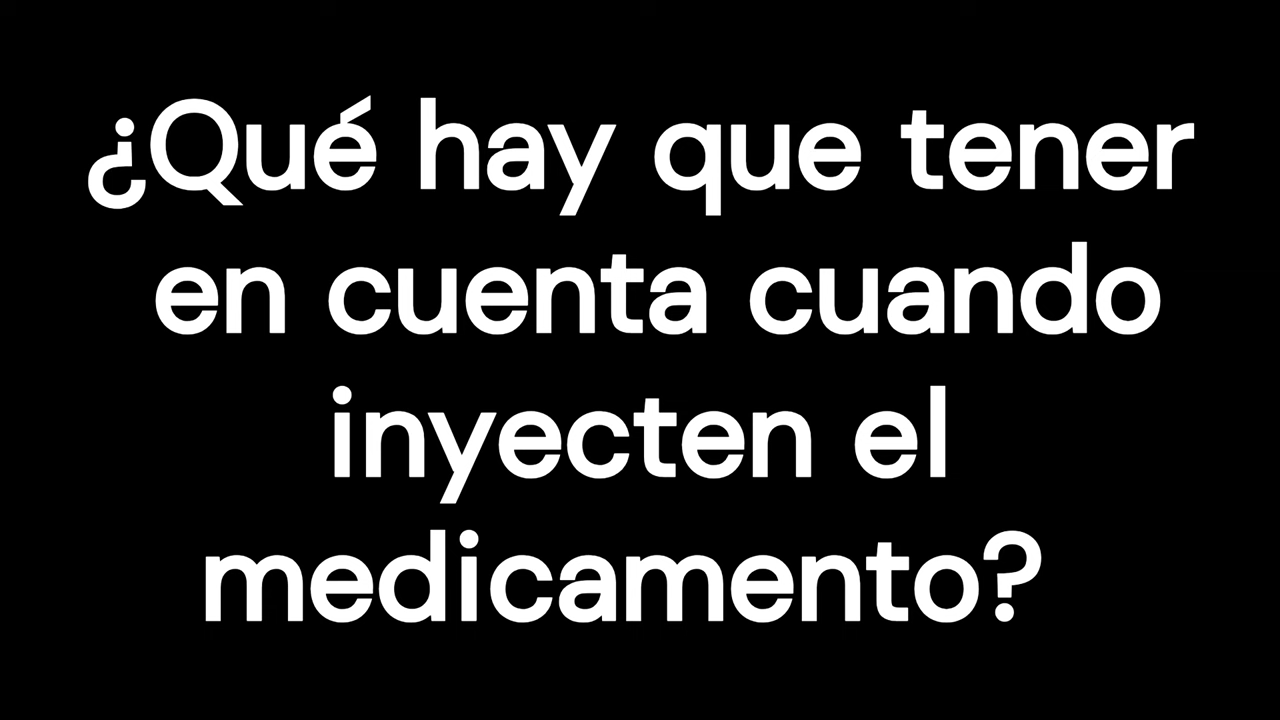 ¿Qué hay que tener
en cuenta cuando
inyecten el
medicamento?